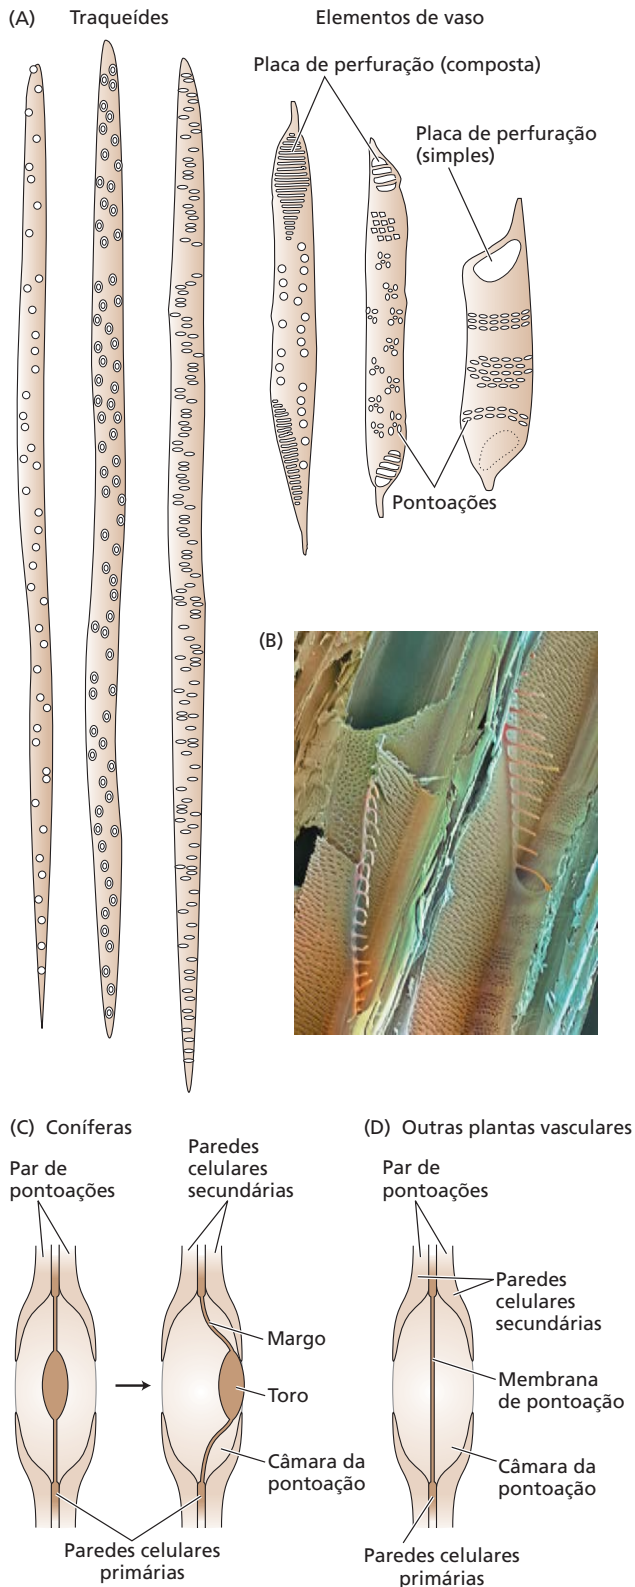 (A)
Traqueídes
Elementos de vaso
Placa de perfuração (composta)
Placa de perfuração
(simples)
Pontoações
(B)
(C) Coníferas
Par de
pontoações
Paredes
celulares
secundárias
Margo
Toro
Câmara da
pontoação
Paredes celulares
primárias
(D) Outras plantas vasculares
Par de
pontoações
Paredes
celulares
secundárias
Membrana
de pontoação
Câmara da
pontoação
Paredes celulares
primárias